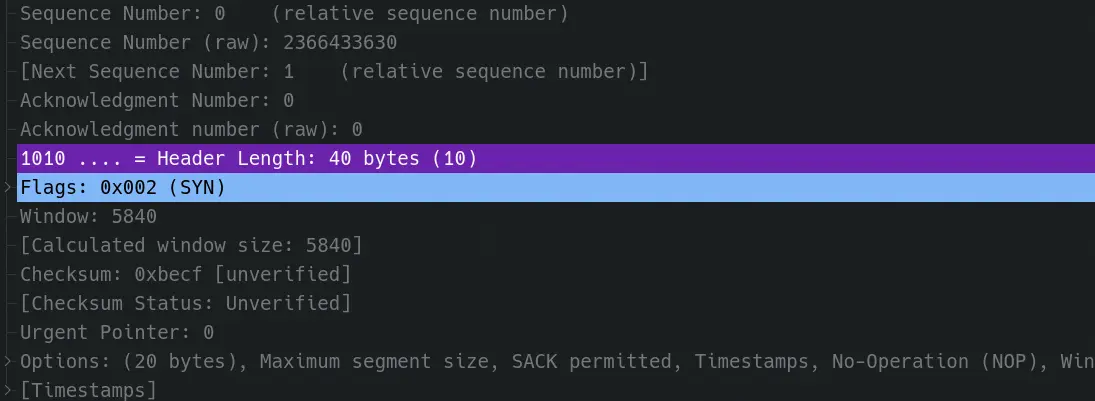 Sequence Number: 0    (relative sequence number)
Sequence Number (raw): 2366433630
[Next Sequence Number: 1    (relative sequence number)]
Acknowledgment Number: 0
Acknowledgment number (raw): 0
1010 .... = Header Length: 40 bytes (10)
Flags: 0x002 (SYN)
Window: 5840
[Calculated window size: 5840]
Checksum: 0xbecf [unverified]
[Checksum Status: Unverified]
Urgent Pointer: 0
Options: (20 bytes), Maximum segment size, SACK permitted, Timestamps, No-Operation (NOP), Win
[Timestamps]